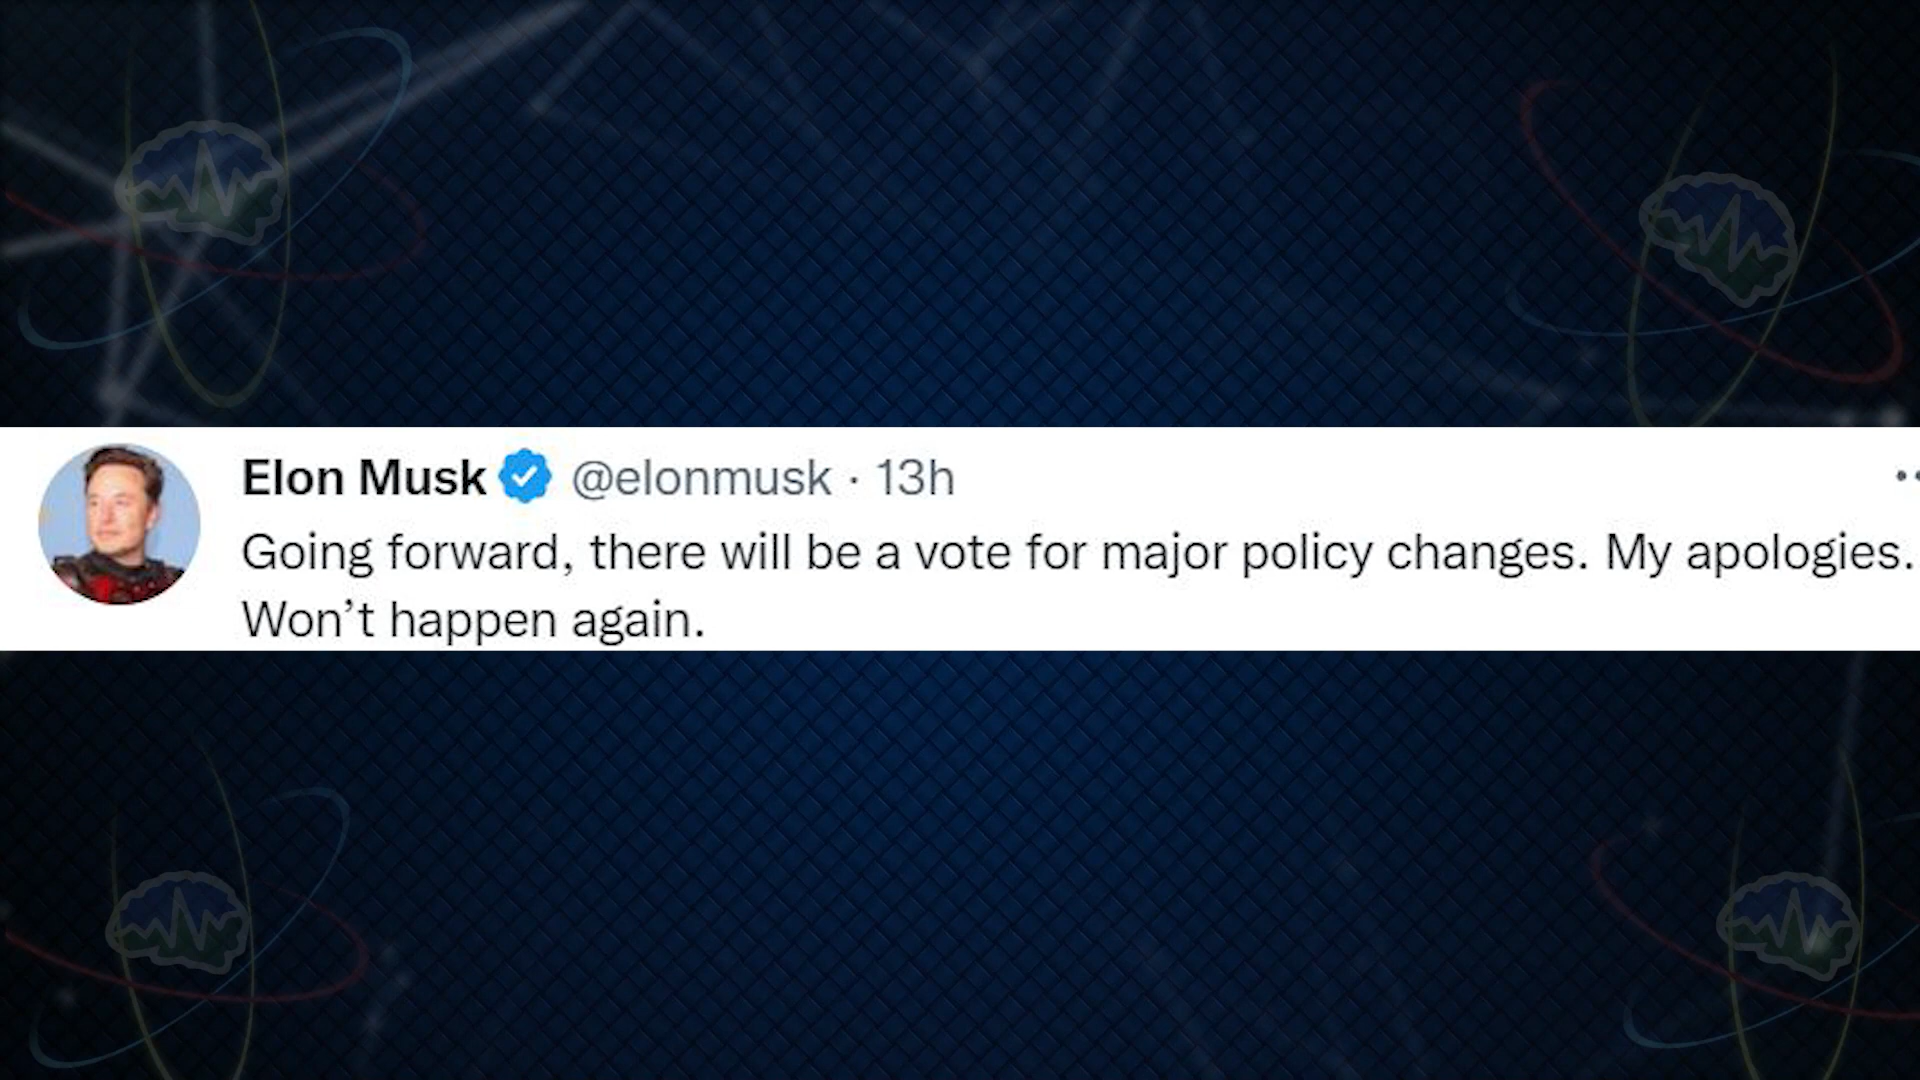 Elon Musk @elonmusk · 13h
Going forward, there will be a vote for major policy changes. My apologies.
Won’t happen again.